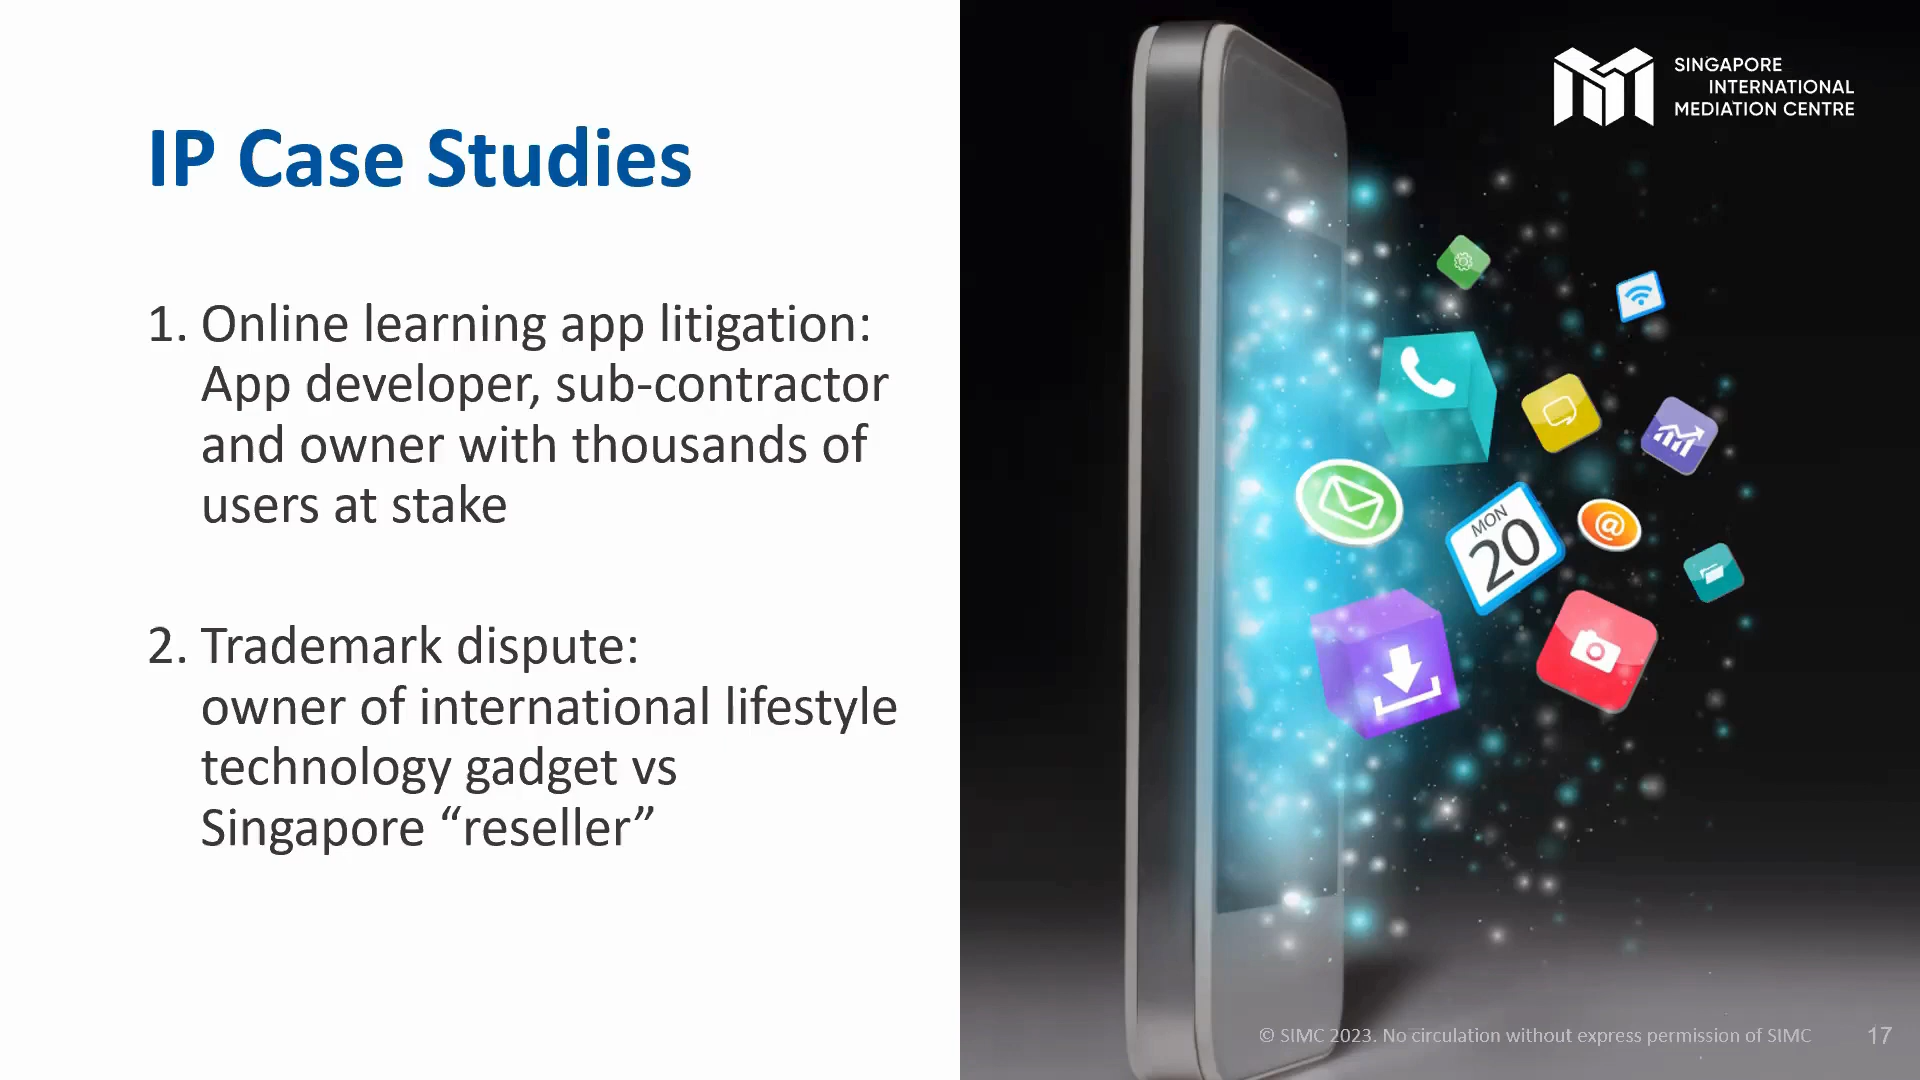 SINGAPORE
INTERNATIONAL
MEDIATION CENTRE
IP Case Studies
1. Online learning app litigation:
App developer, sub-contractor
and owner with thousands of
users at stake
2. Trademark dispute:
owner of international lifestyle
technology gadget vs
Singapore “reseller”
MON
20
@
© SIMC 2023. No circulation without express permission of SIMC
17